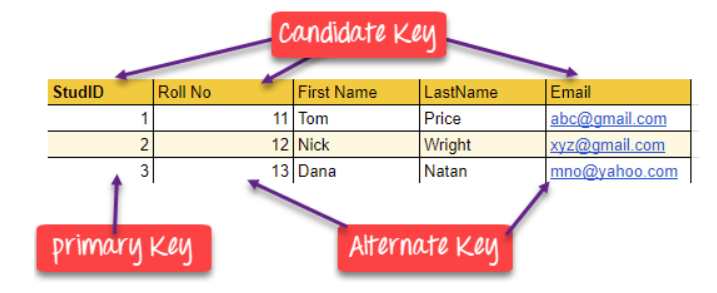 Candidate Key
StudID Roll No First Name LastName Email
1 11 Tom Price abc@gmail.com
2 12 Nick Wright xyz@gmail.com
3 13 Dana Natan mno@yahoo.com
primary Key Alternate Key